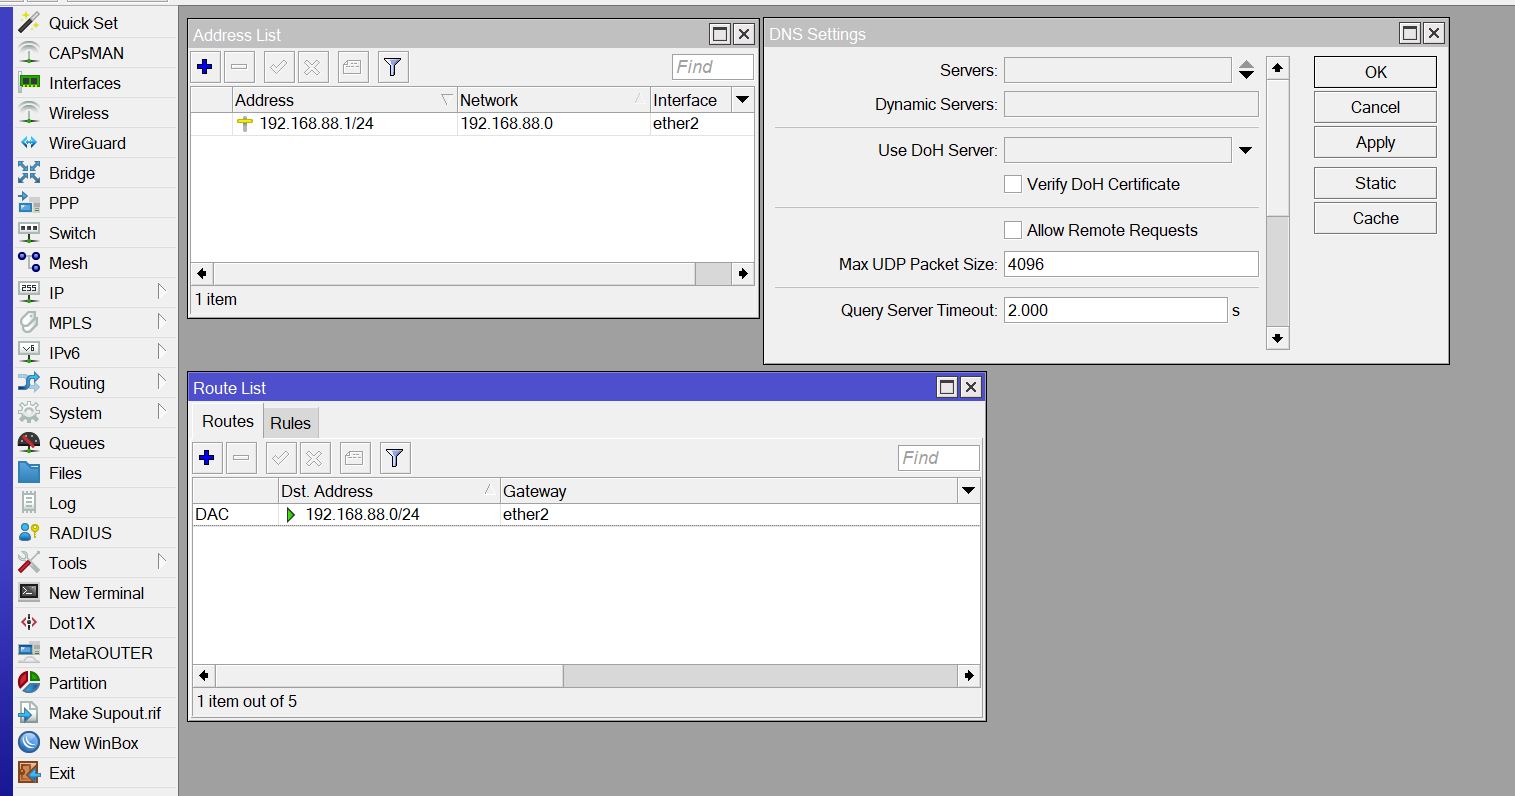 Quick Set
CAPsMAN
Interfaces
Wireless
WireGuard
Bridge
PPP
Switch
Mesh
IP
MPLS
IPv6
Routing
System
Queues
Files
Log
RADIUS
Tools
New Terminal
Dot1X
MetaROUTER
Partition
Make Supout.rif
New WinBox
Exit
Address List
Find
Address Network Interface
192.168.88.1/24 192.168.88.0 ether2
1 item
DNS Settings
Servers:
Dynamic Servers:
Use DoH Server:
Verify DoH Certificate
Allow Remote Requests
Max UDP Packet Size: 4096
Query Server Timeout: 2.000 s
OK
Cancel
Apply
Static
Cache
Route List
Routes Rules
Find
Dst. Address Gateway
DAC 192.168.88.0/24 ether2
1 item out of 5